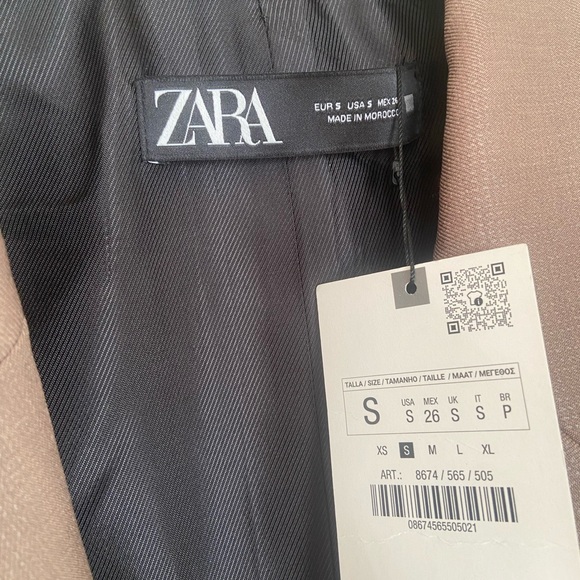 ZARA
EUR S USA S MEX 26
MADE IN MOROCCO
TALLA / SIZE / TAMANHO / TAILLE / MAAT / ΜΕΓΕΘΟΣ
S
USA MEX UK IT BR
S 26 S S P
XS S M L XL
ART.: 8674 / 565 / 505
08674565505021